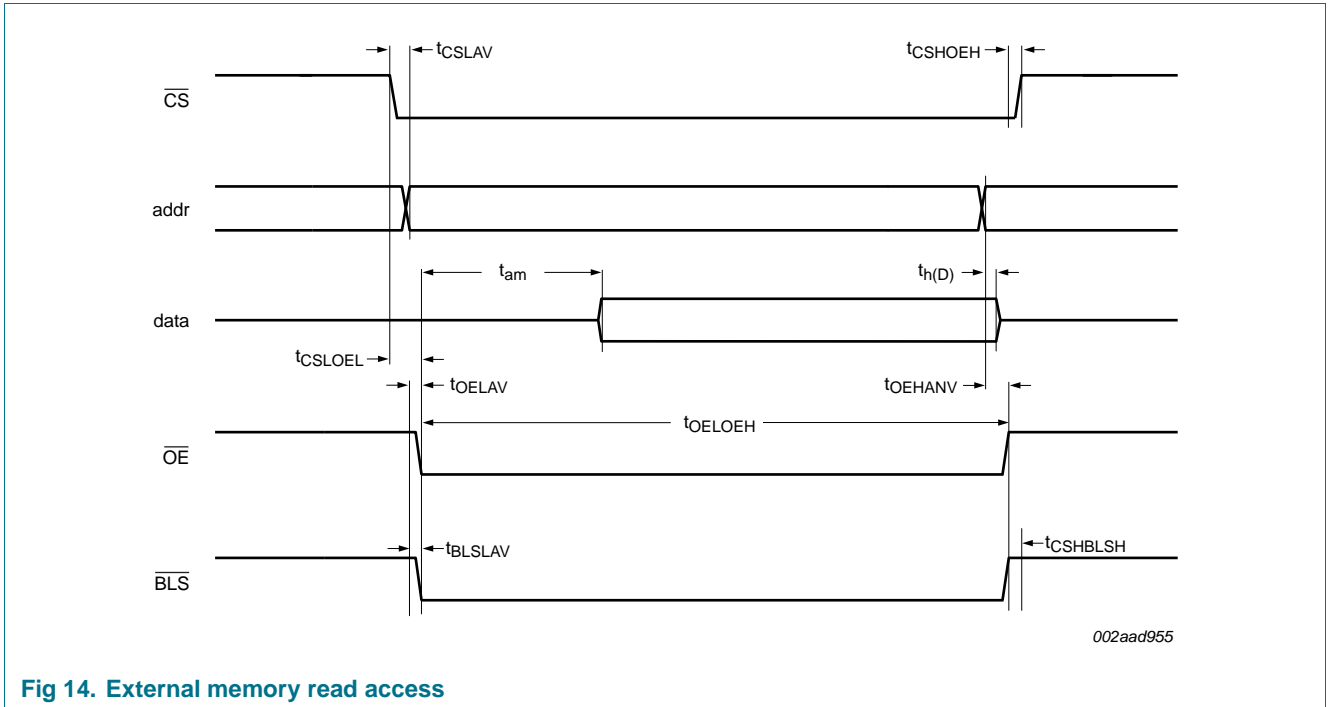 tCSLAV
tCSHOEH
CS
addr
tam
th(D)
data
tCSLOEL
tOELAV
tOEHANV
tOELOEH
OE
tBLSLAV
tCSHBLSH
BLS
002aad955
Fig 14. External memory read access